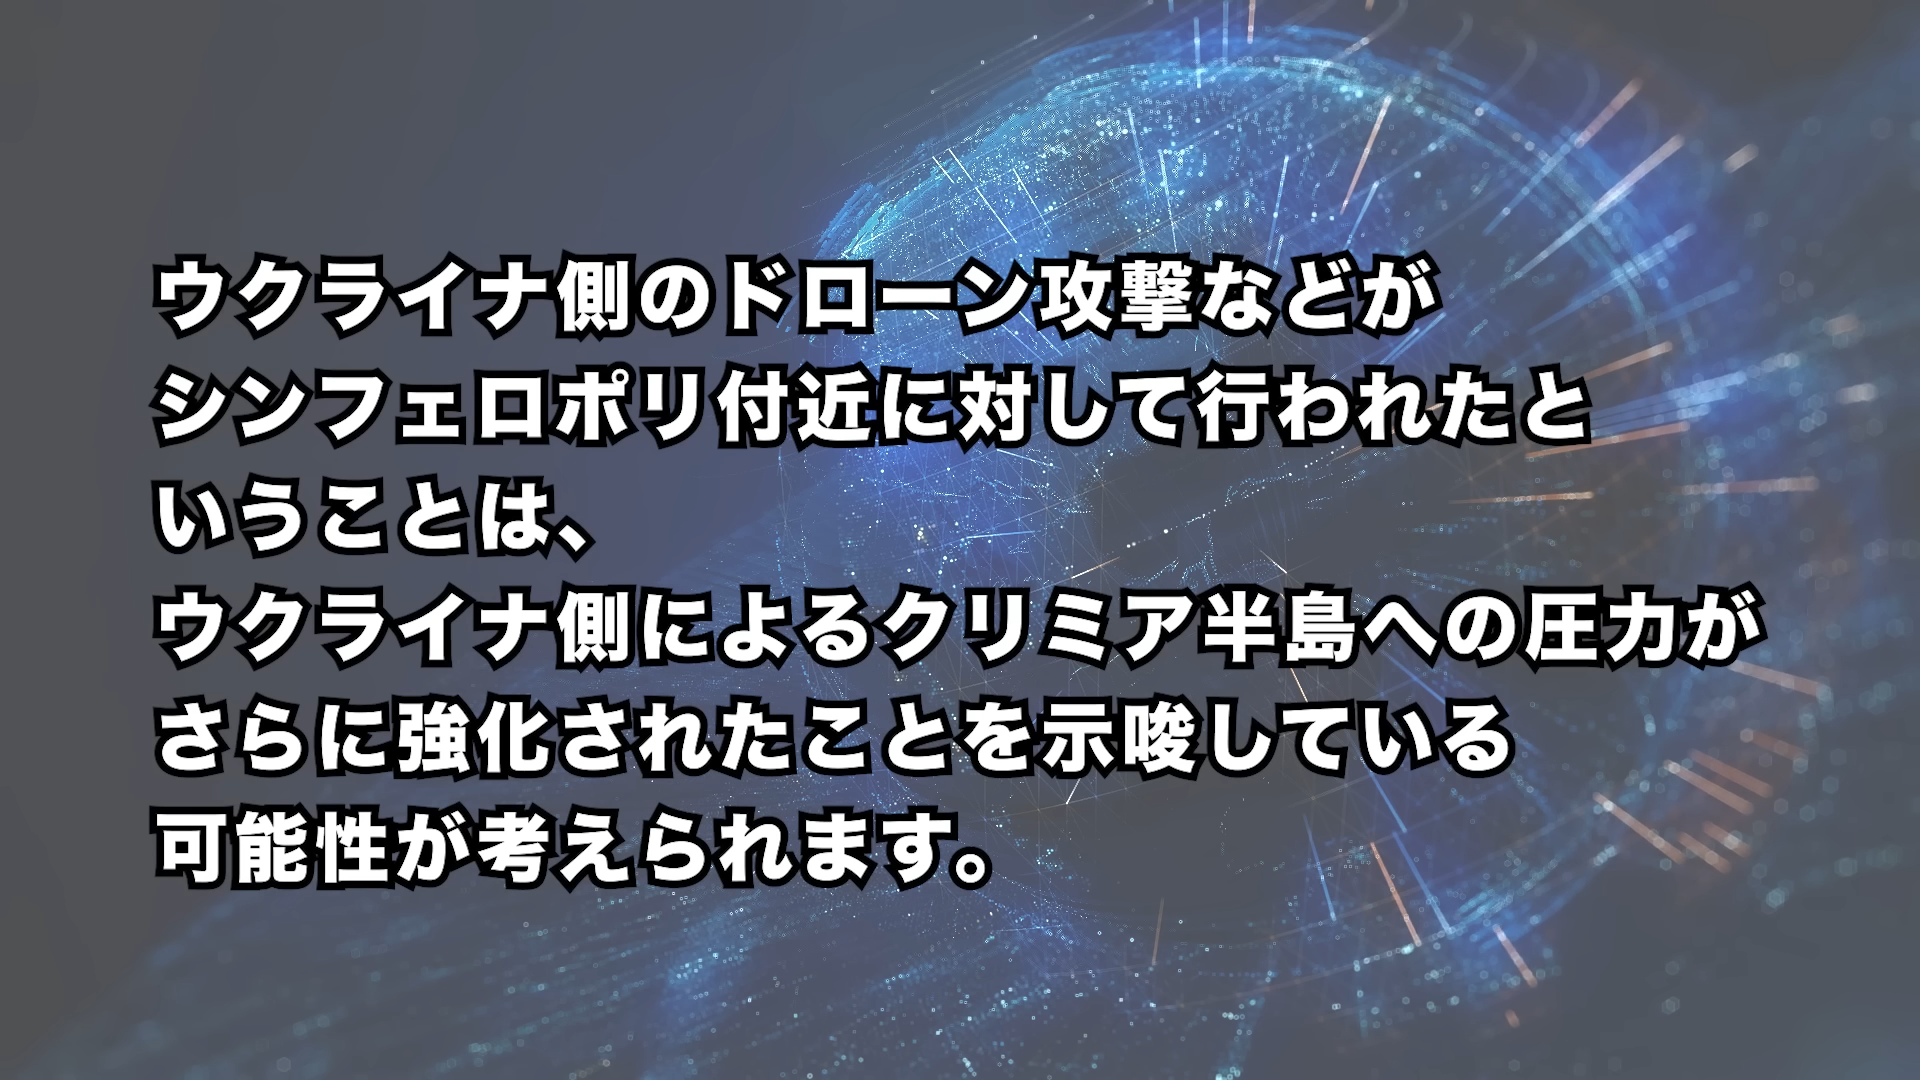 ウクライナ側のドローン攻撃などが
シンフェロポリ付近に対して行われたと
いうことは、
ウクライナ側によるクリミア半島への圧力が
さらに強化されたことを示唆している
可能性が考えられます。